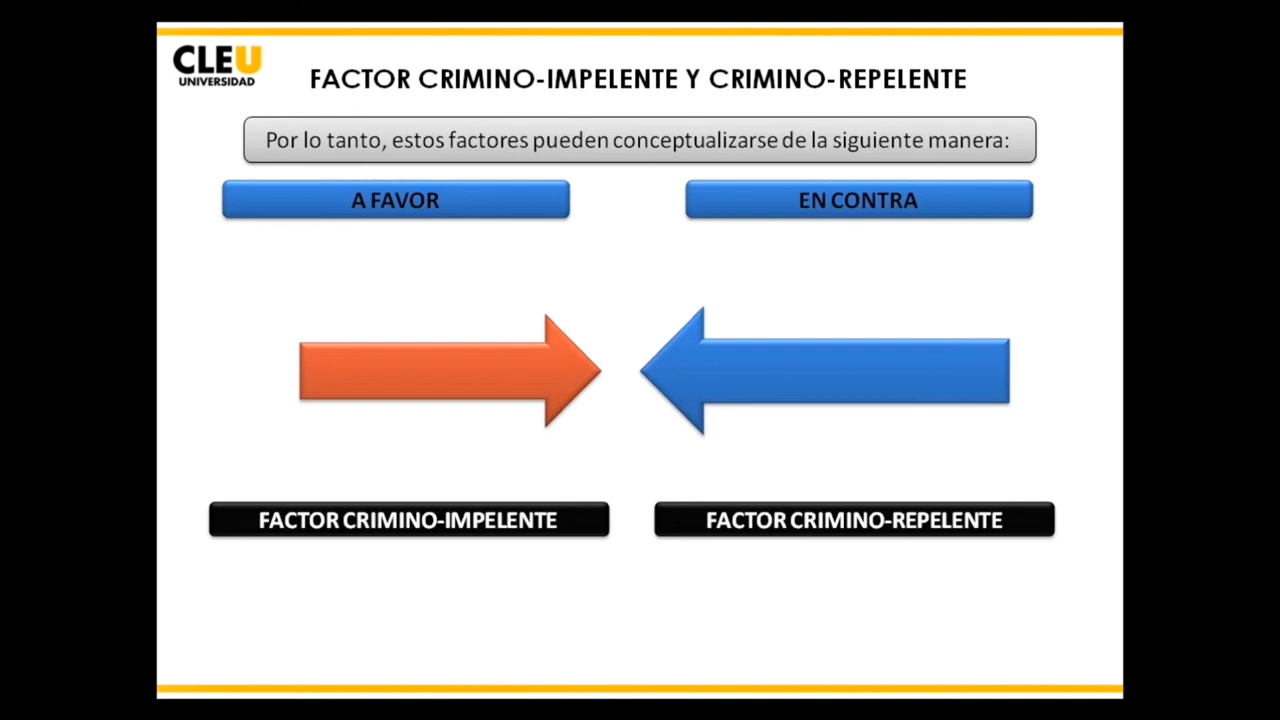 CLEU
UNIVERSIDAD
FACTOR CRIMINO-IMPELENTE Y CRIMINO-REPELENTE
Por lo tanto, estos factores pueden conceptualizarse de la siguiente manera:
A FAVOR
EN CONTRA
FACTOR CRIMINO-IMPELENTE
FACTOR CRIMINO-REPELENTE